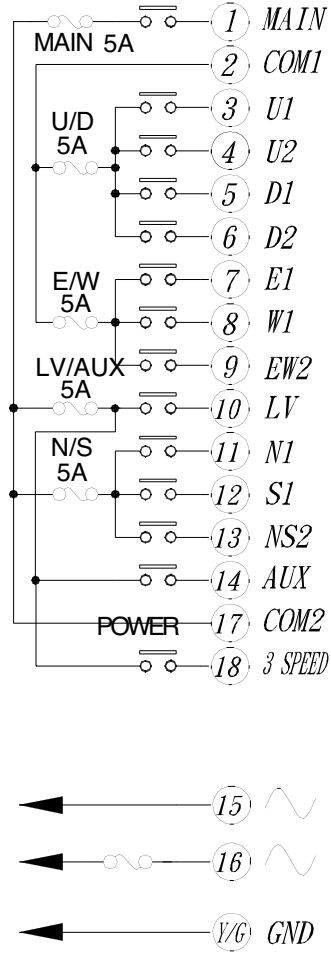 1 MAIN
MAIN 5A
2 COM1
3 U1
U/D
5A
4 U2
5 D1
6 D2
E/W
5A
7 E1
8 W1
9 EW2
LV/AUX
5A
10 LV
N/S
5A
11 N1
12 S1
13 NS2
14 AUX
POWER
17 COM2
18 3 SPEED
15
16
Y/G GND